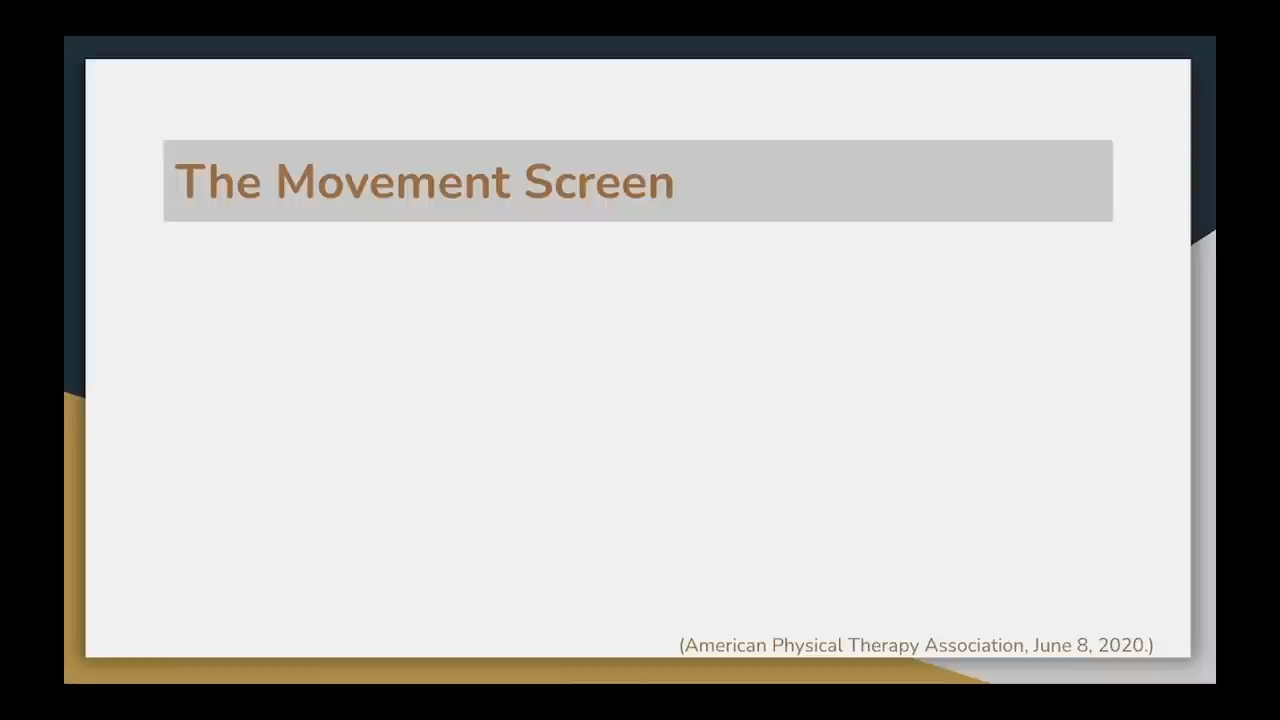 The Movement Screen
(American Physical Therapy Association, June 8, 2020.)